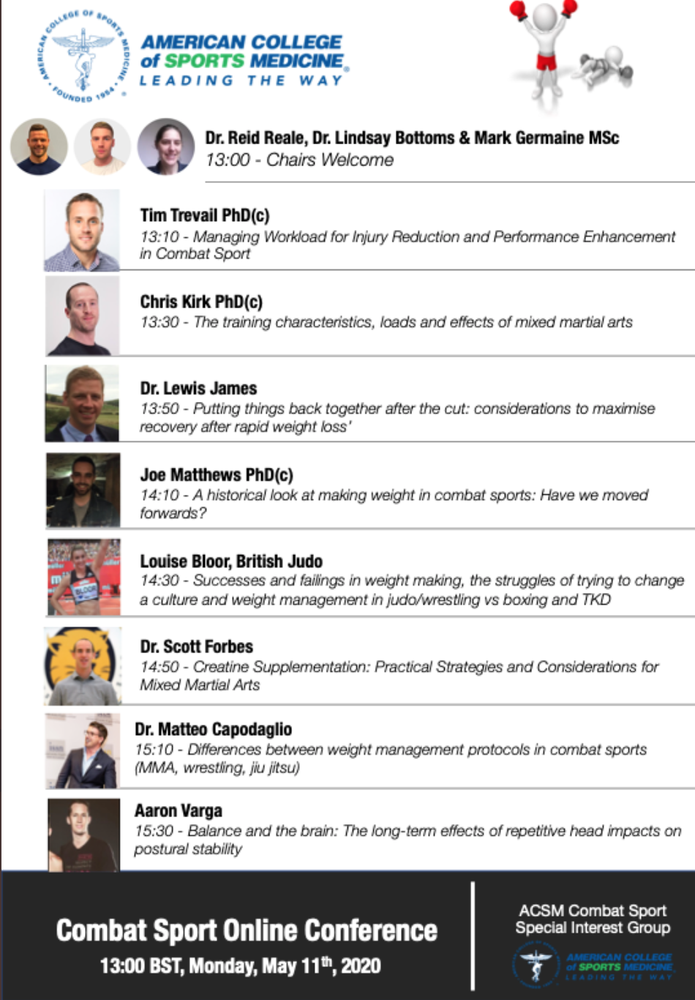 AMERICAN COLLEGE OF SPORTS MEDICINE
FOUNDED 1954
AMERICAN COLLEGE
of SPORTS MEDICINE®
LEADING THE WAY
Dr. Reid Reale, Dr. Lindsay Bottoms & Mark Germaine MSc
13:00 - Chairs Welcome
Tim Trevail PhD(c)
13:10 - Managing Workload for Injury Reduction and Performance Enhancement
in Combat Sport
Chris Kirk PhD(c)
13:30 - The training characteristics, loads and effects of mixed martial arts
Dr. Lewis James
13:50 - Putting things back together after the cut: considerations to maximise
recovery after rapid weight loss'
Joe Matthews PhD(c)
14:10 - A historical look at making weight in combat sports: Have we moved
forwards?
BLOOR
Louise Bloor, British Judo
14:30 - Successes and failings in weight making, the struggles of trying to change
a culture and weight management in judo/wrestling vs boxing and TKD
Dr. Scott Forbes
14:50 - Creatine Supplementation: Practical Strategies and Considerations for
Mixed Martial Arts
Dr. Matteo Capodaglio
15:10 - Differences between weight management protocols in combat sports
(MMA, wrestling, jiu jitsu)
Aaron Varga
15:30 - Balance and the brain: The long-term effects of repetitive head impacts on
postural stability
Combat Sport Online Conference
13:00 BST, Monday, May 11th, 2020
ACSM Combat Sport
Special Interest Group
AMERICAN COLLEGE
of SPORTS MEDICINE
LEADING THE WAY